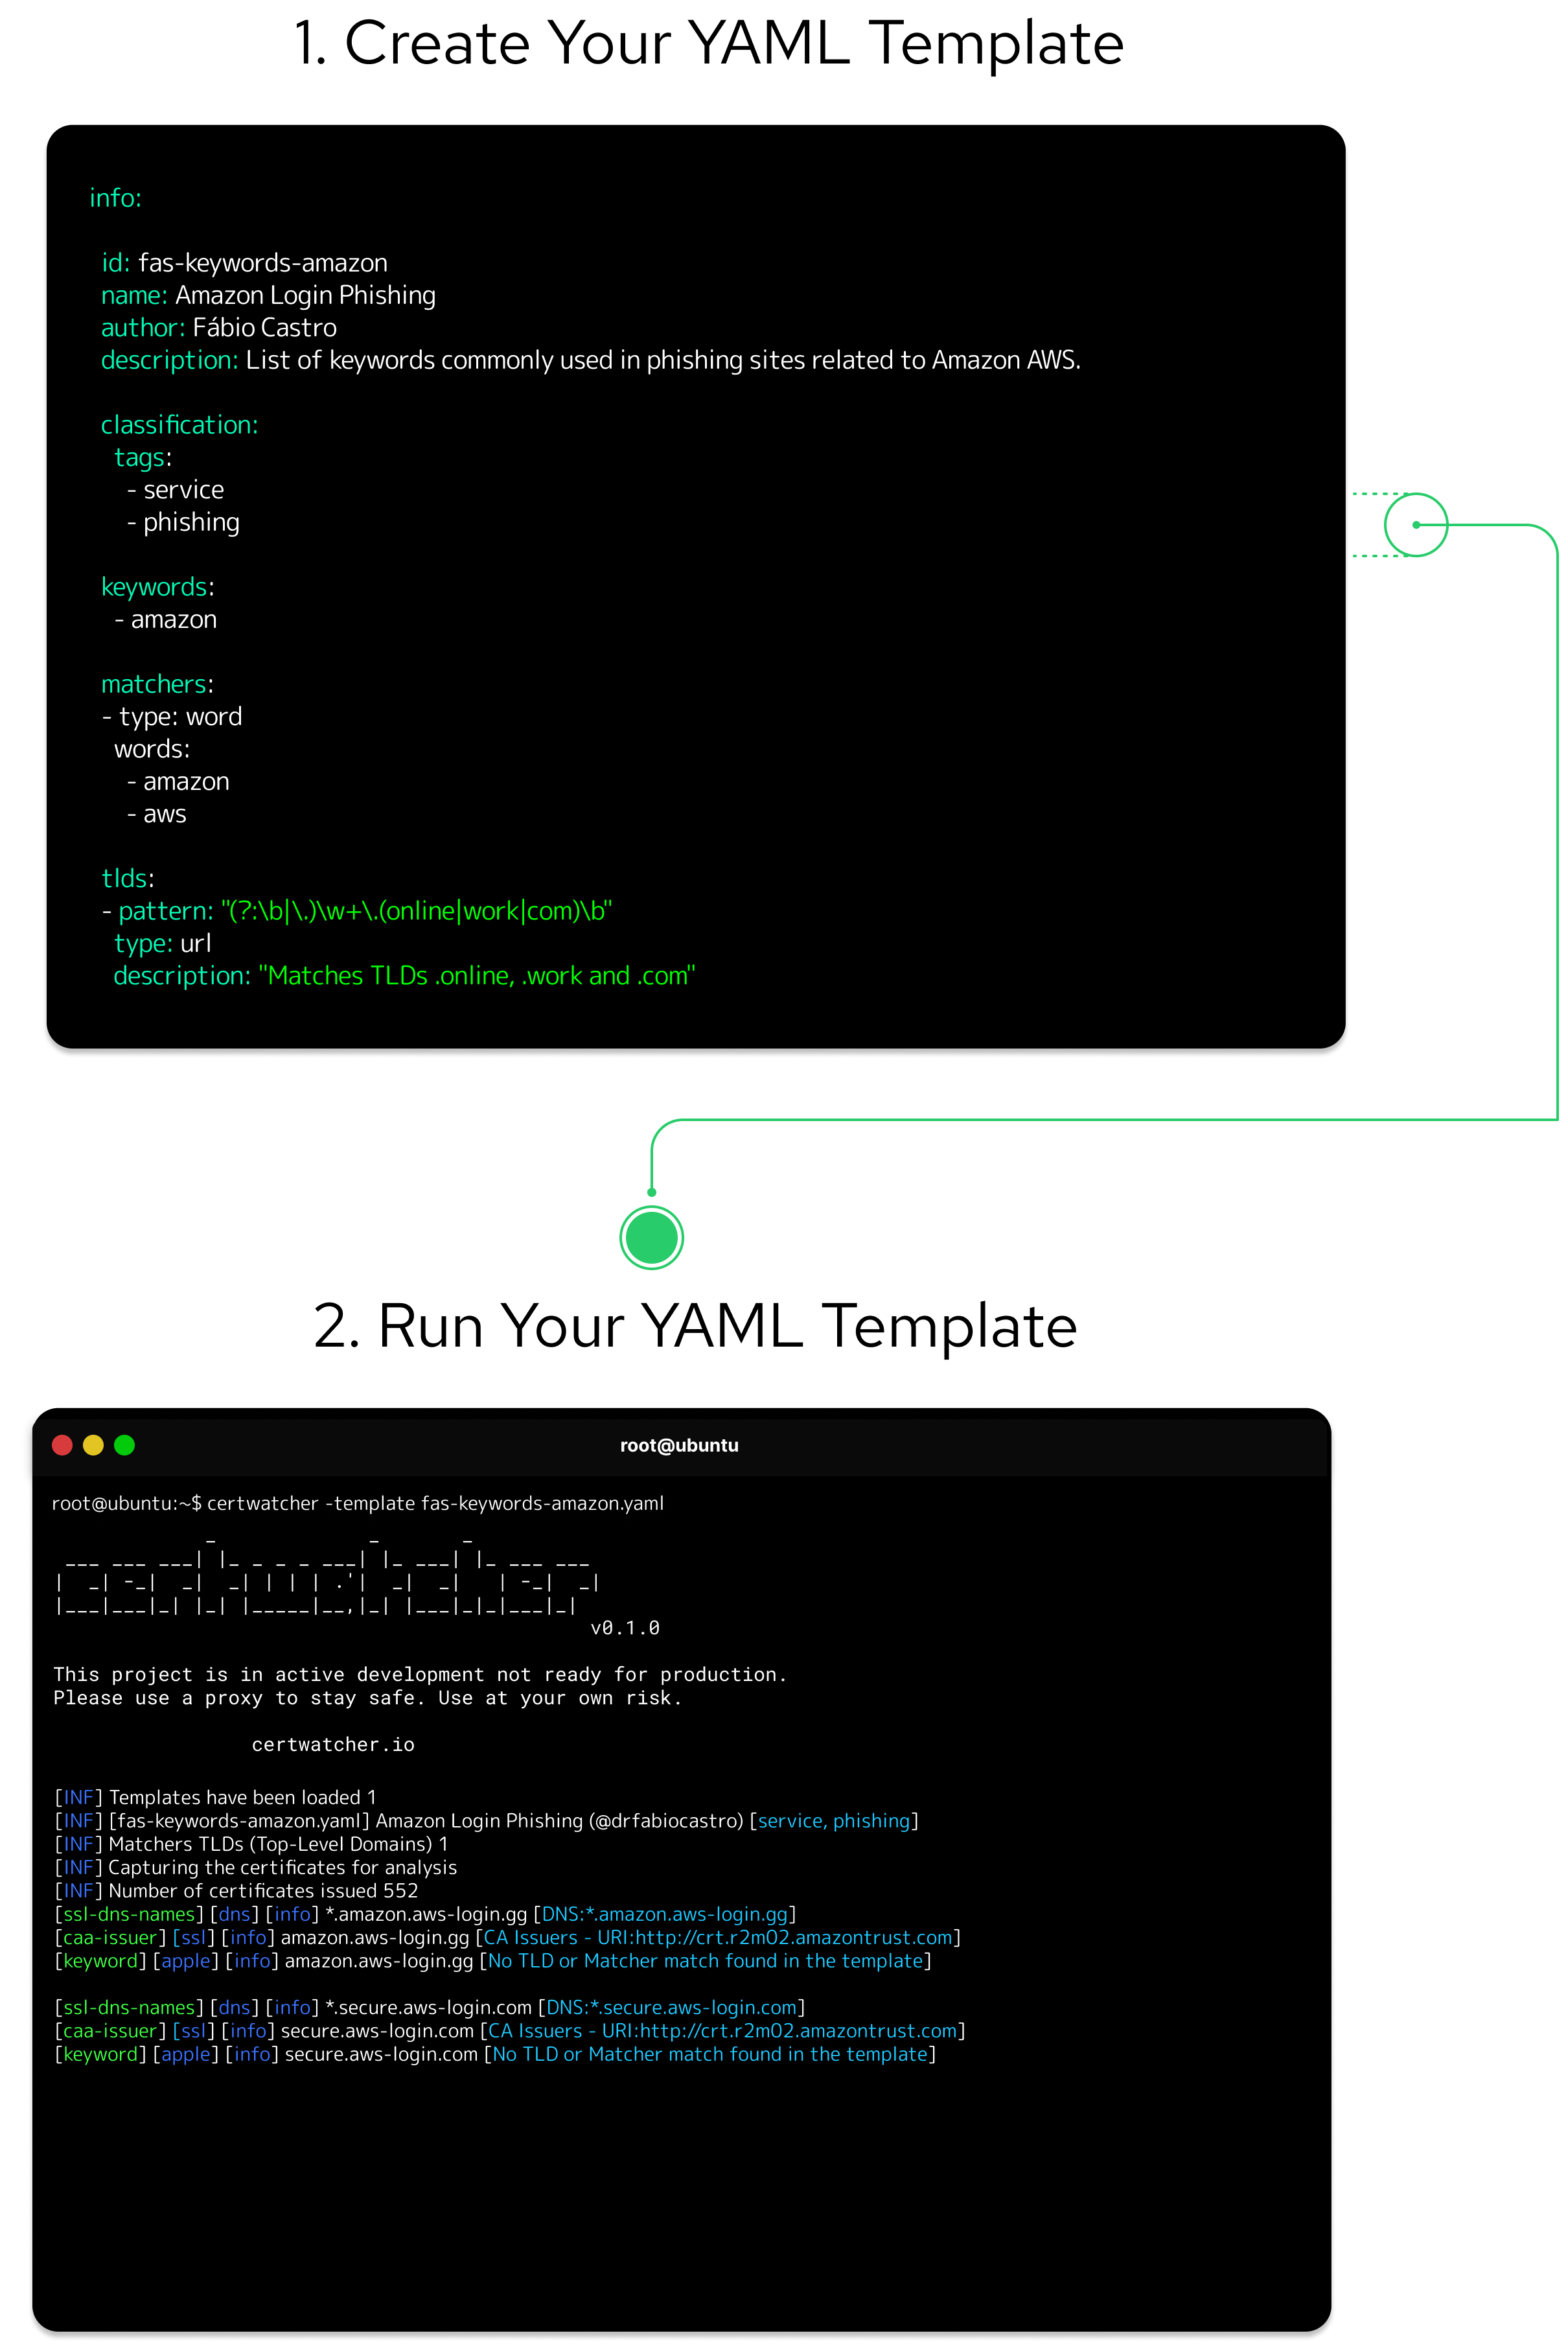 1. Create Your YAML Template
info:
id: fas-keywords-amazon
name: Amazon Login Phishing
author: Fábio Castro
description: List of keywords commonly used in phishing sites related to Amazon AWS.
classification:
tags:
- service
- phishing
keywords:
- amazon
matchers:
- type: word
words:
- amazon
- aws
tlds:
- pattern: "(?:\b|\.)\w+\.(online|work|com)\b"
type: url
description: "Matches TLDs .online, .work and .com"
2. Run Your YAML Template
root@ubuntu
root@ubuntu:~$ certwatcher -template fas-keywords-amazon.yaml
certwatcher
v0.1.0
This project is in active development not ready for production.
Please use a proxy to stay safe. Use at your own risk.
certwatcher.io
[INF] Templates have been loaded 1
[INF] [fas-keywords-amazon.yaml] Amazon Login Phishing (@drfabiocastro) [service, phishing]
[INF] Matchers TLDs (Top-Level Domains) 1
[INF] Capturing the certificates for analysis
[INF] Number of certificates issued 552
[ssl-dns-names] [dns] [info] *.amazon.aws-login.gg [DNS:*.amazon.aws-login.gg]
[caa-issuer] [ssl] [info] amazon.aws-login.gg [CA Issuers - URI:http://crt.r2m02.amazontrust.com]
[keyword] [apple] [info] amazon.aws-login.gg [No TLD or Matcher match found in the template]
[ssl-dns-names] [dns] [info] *.secure.aws-login.com [DNS:*.secure.aws-login.com]
[caa-issuer] [ssl] [info] secure.aws-login.com [CA Issuers - URI:http://crt.r2m02.amazontrust.com]
[keyword] [apple] [info] secure.aws-login.com [No TLD or Matcher match found in the template]